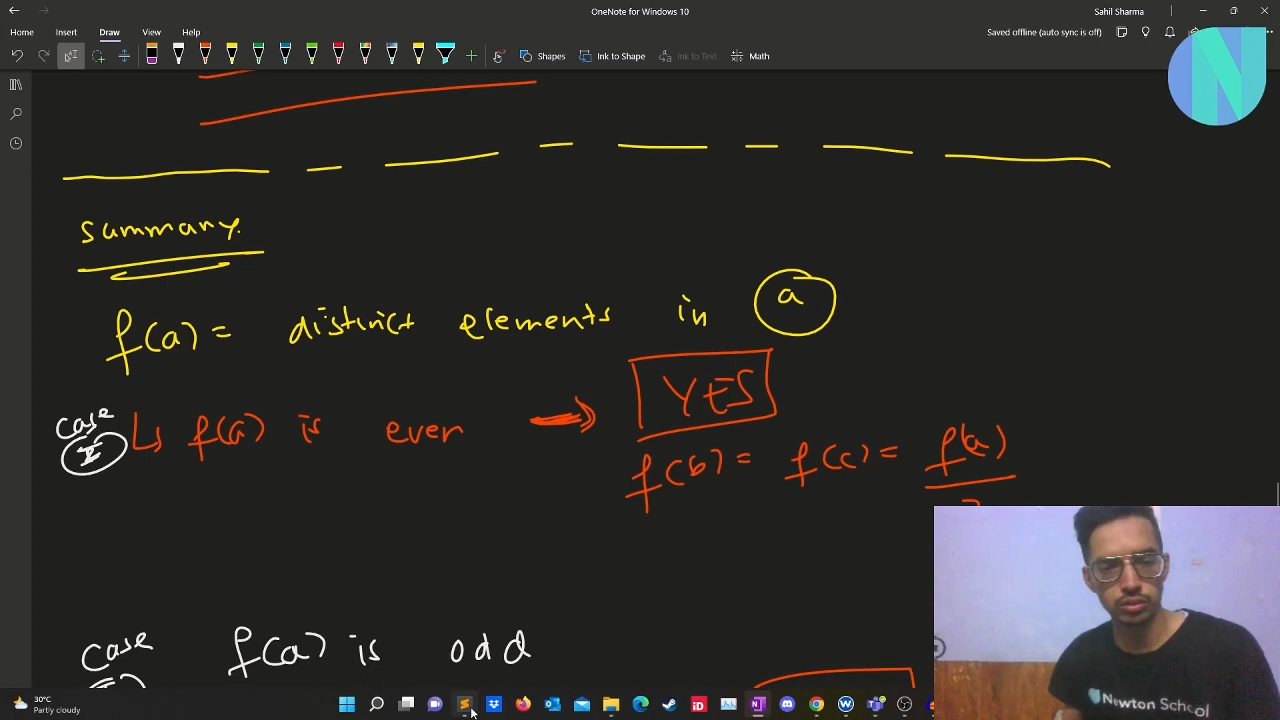 OneNote for Windows 10
Sahil Sharma
Home Insert Draw View Help
Saved offline (auto sync is off)
Shapes Ink to Shape Ink to Text Math
N
summary.
f(a) = distinct elements in a
case I
f(a) is even
YES
f(b) = f(c) = f(a)
case
f(a) is odd
Newton School
30°C
Partly cloudy